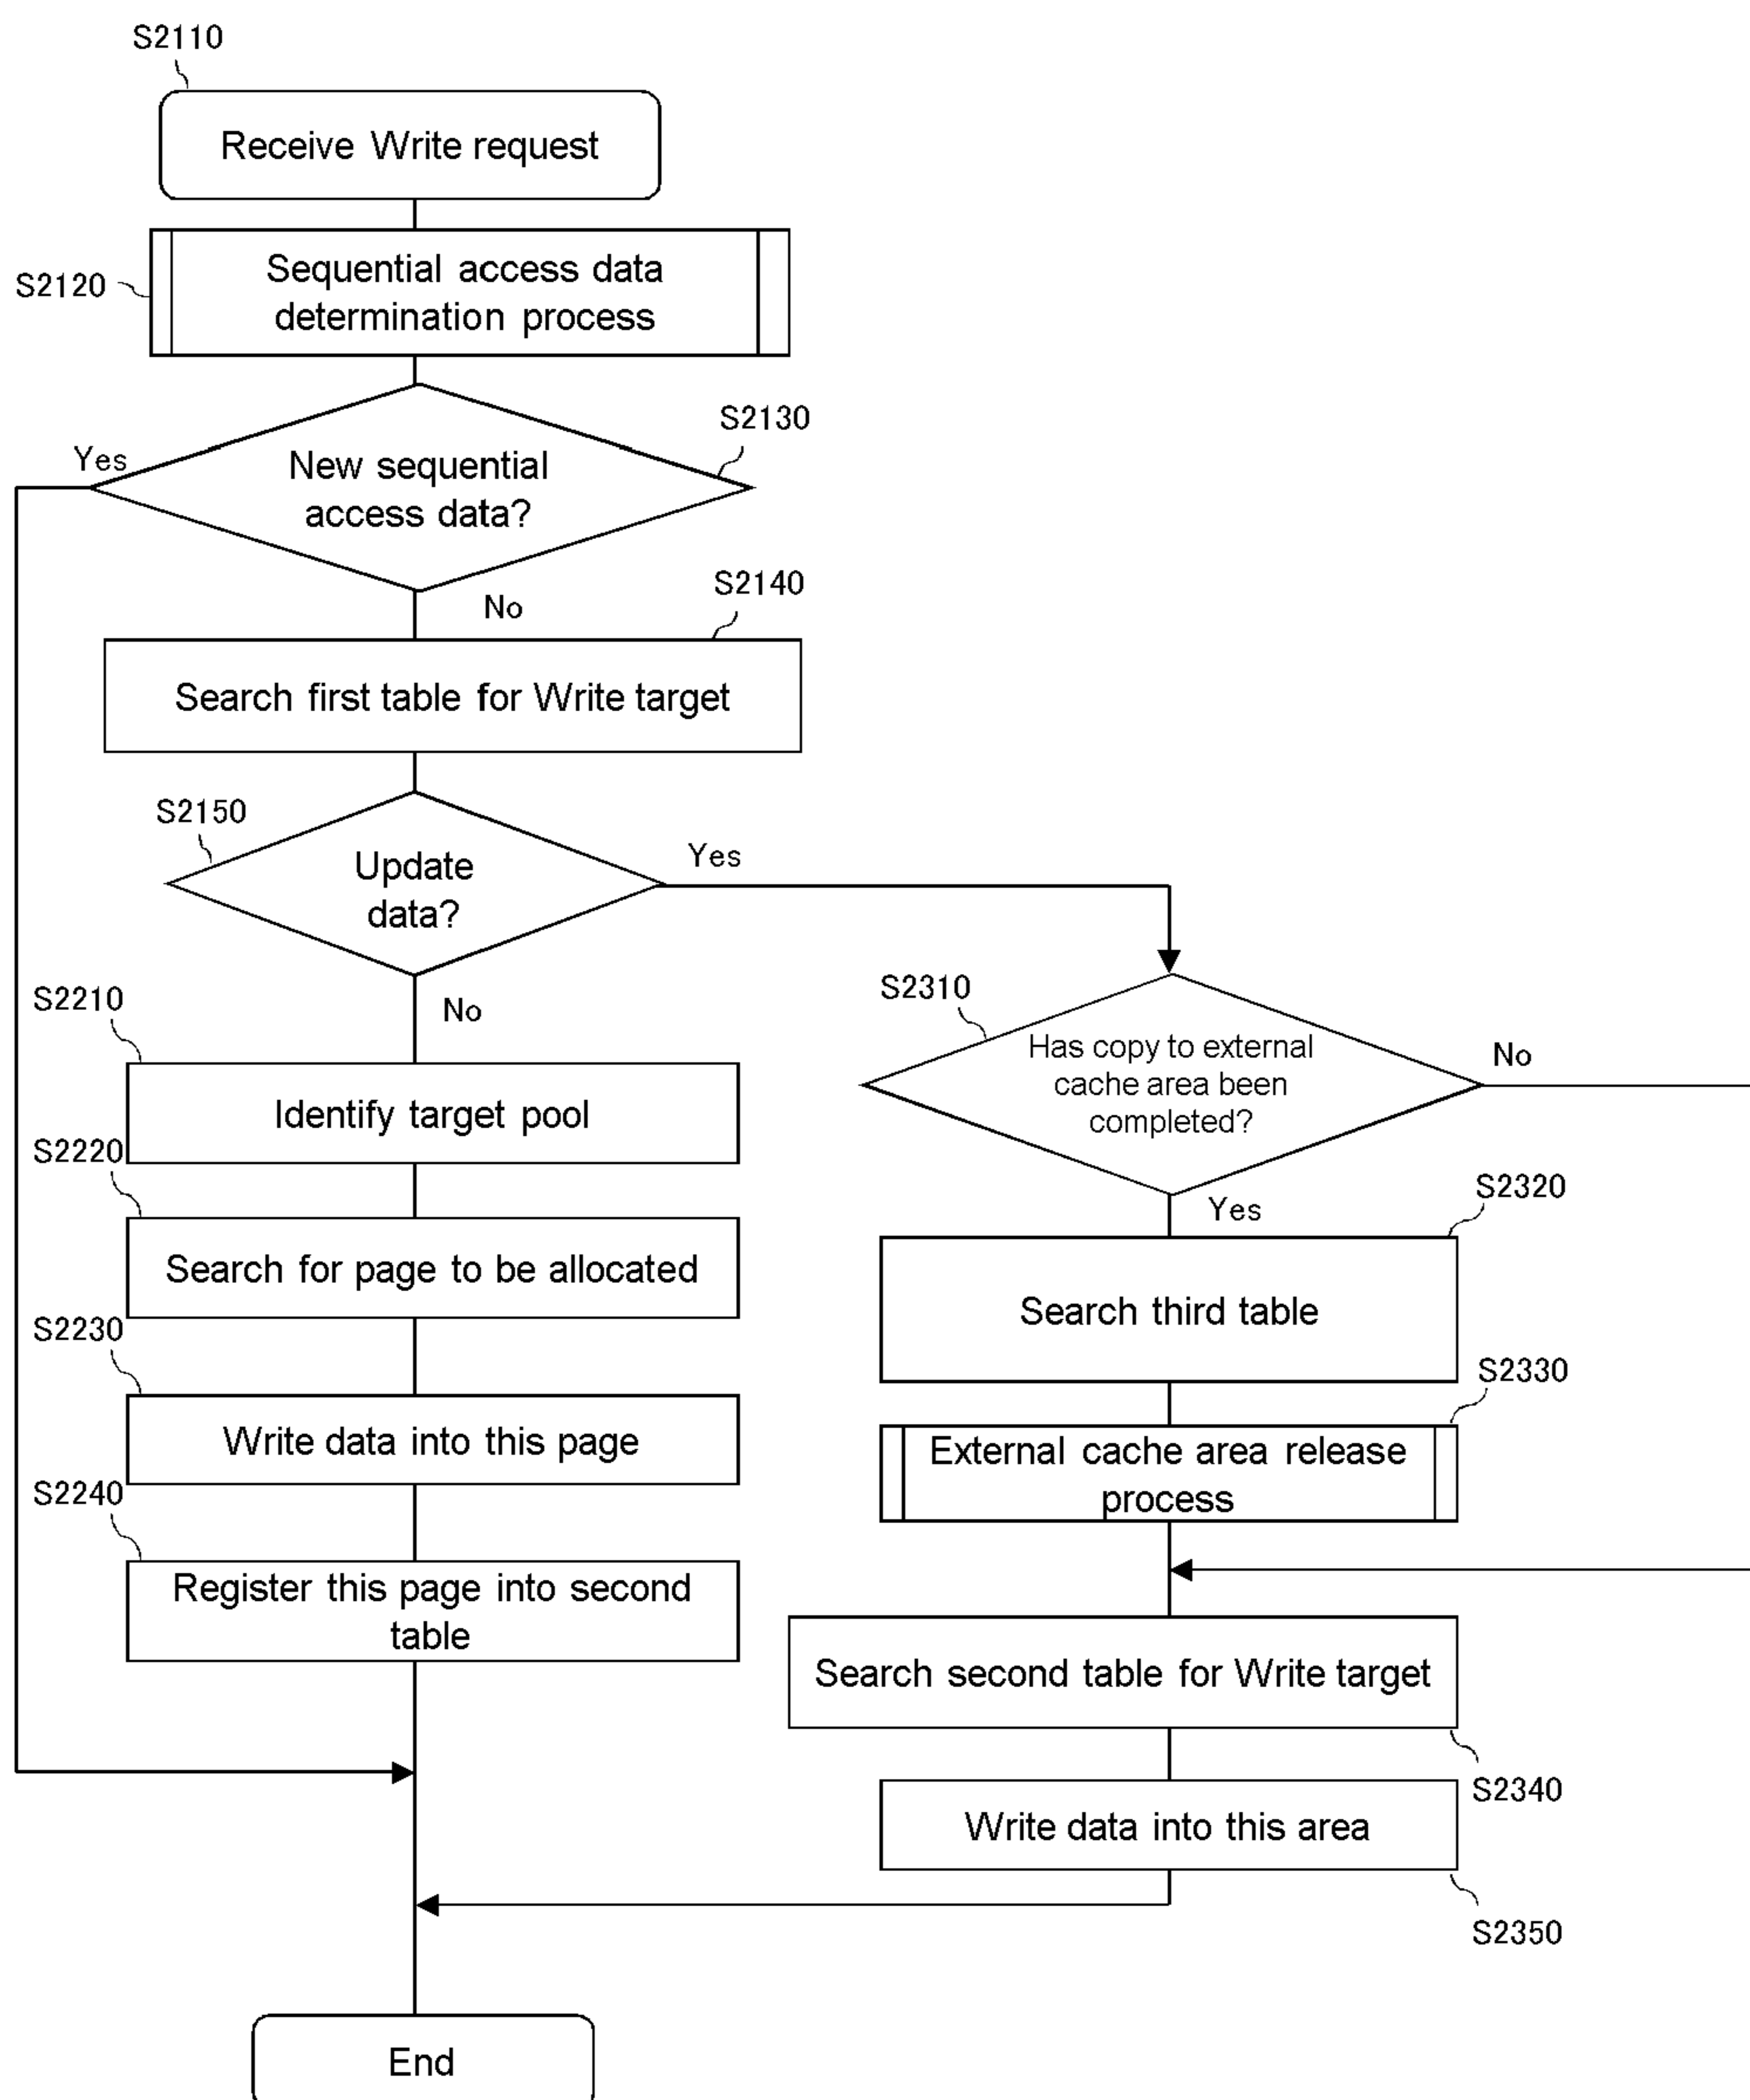 S2110
Receive Write request
S2120
Sequential access data
determination process
S2130
Yes
New sequential
access data?
No
S2140
Search first table for Write target
S2150
Update
data?
Yes
No
S2310
Has copy to external
cache area been
completed?
No
Yes
S2210
Identify target pool
S2220
Search for page to be allocated
S2230
Write data into this page
S2240
Register this page into second
table
S2320
Search third table
S2330
External cache area release
process
Search second table for Write target
S2340
Write data into this area
S2350
End